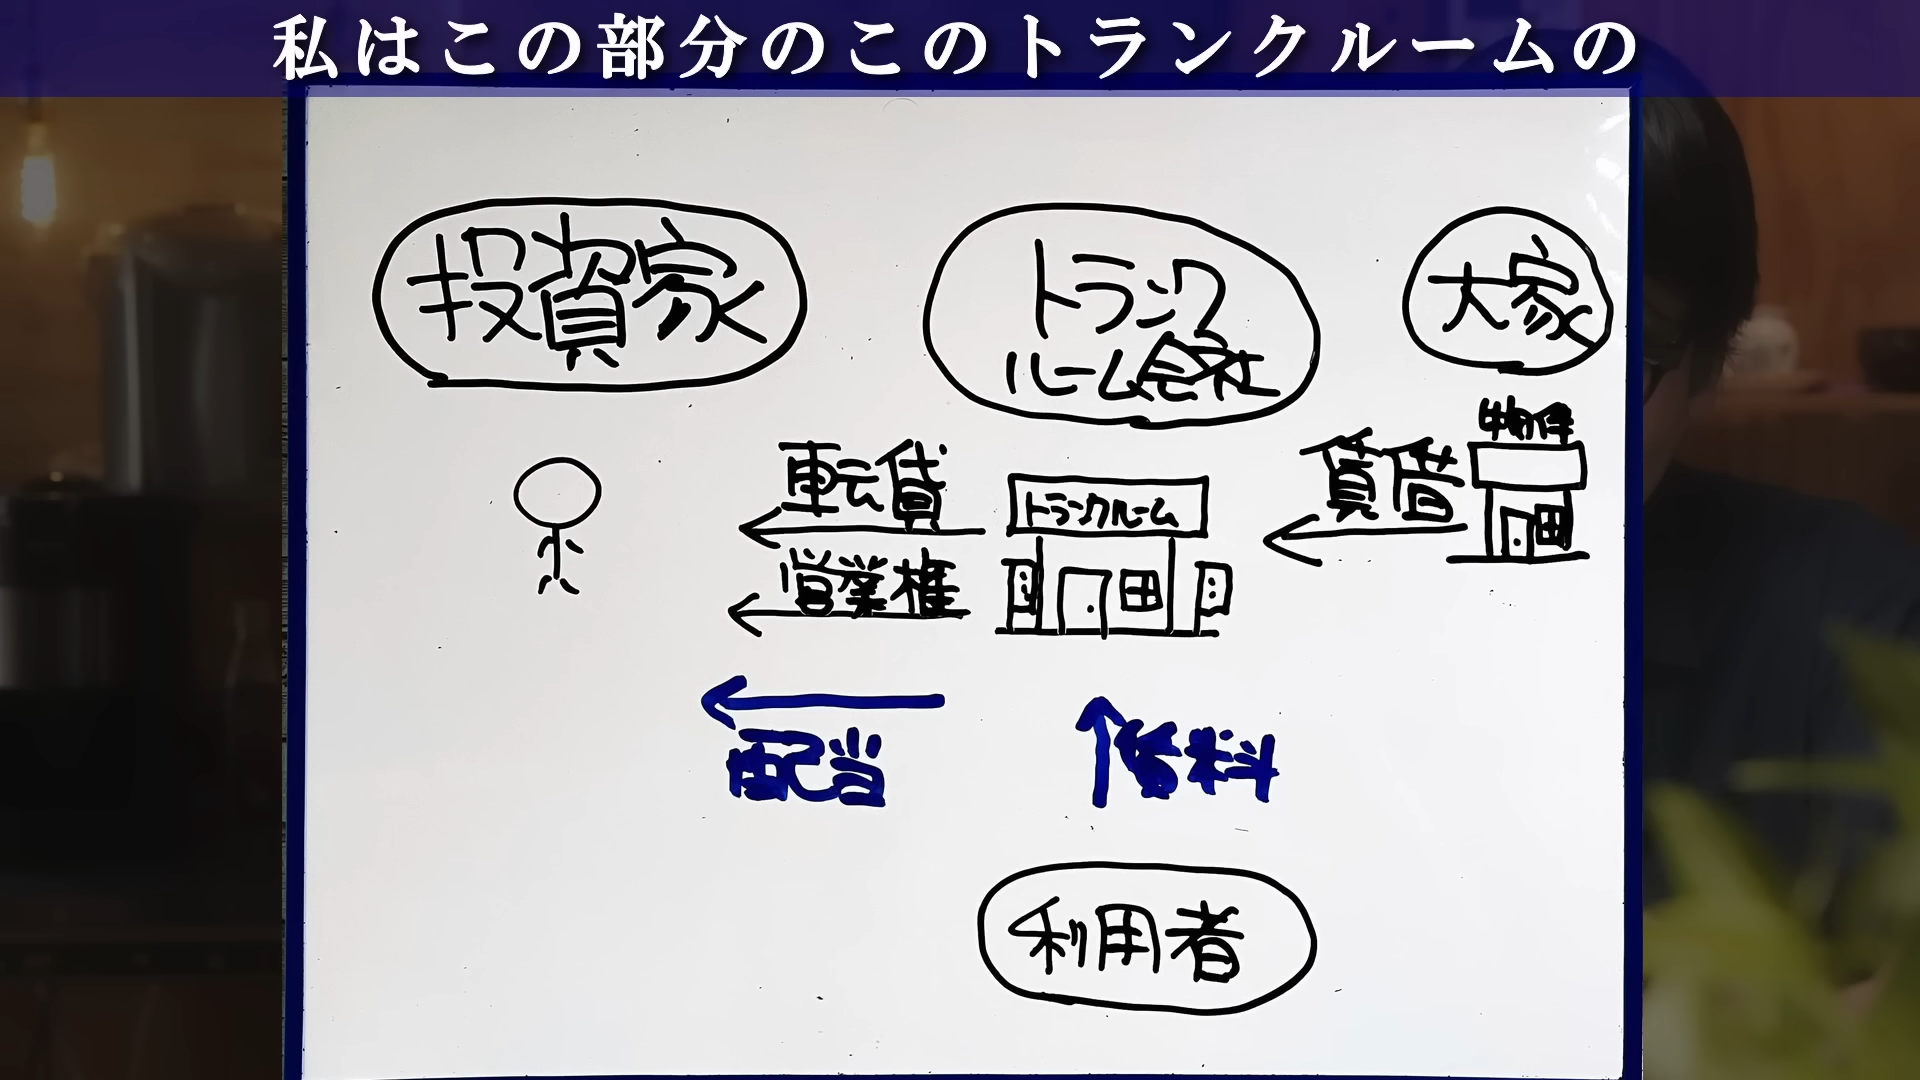 私はこの部分のこのトランクルームの
投資家
トランク
ルーム会社
大家
物件
転貸
賃借
トランクルーム
営業権
配当
賃料
利用者